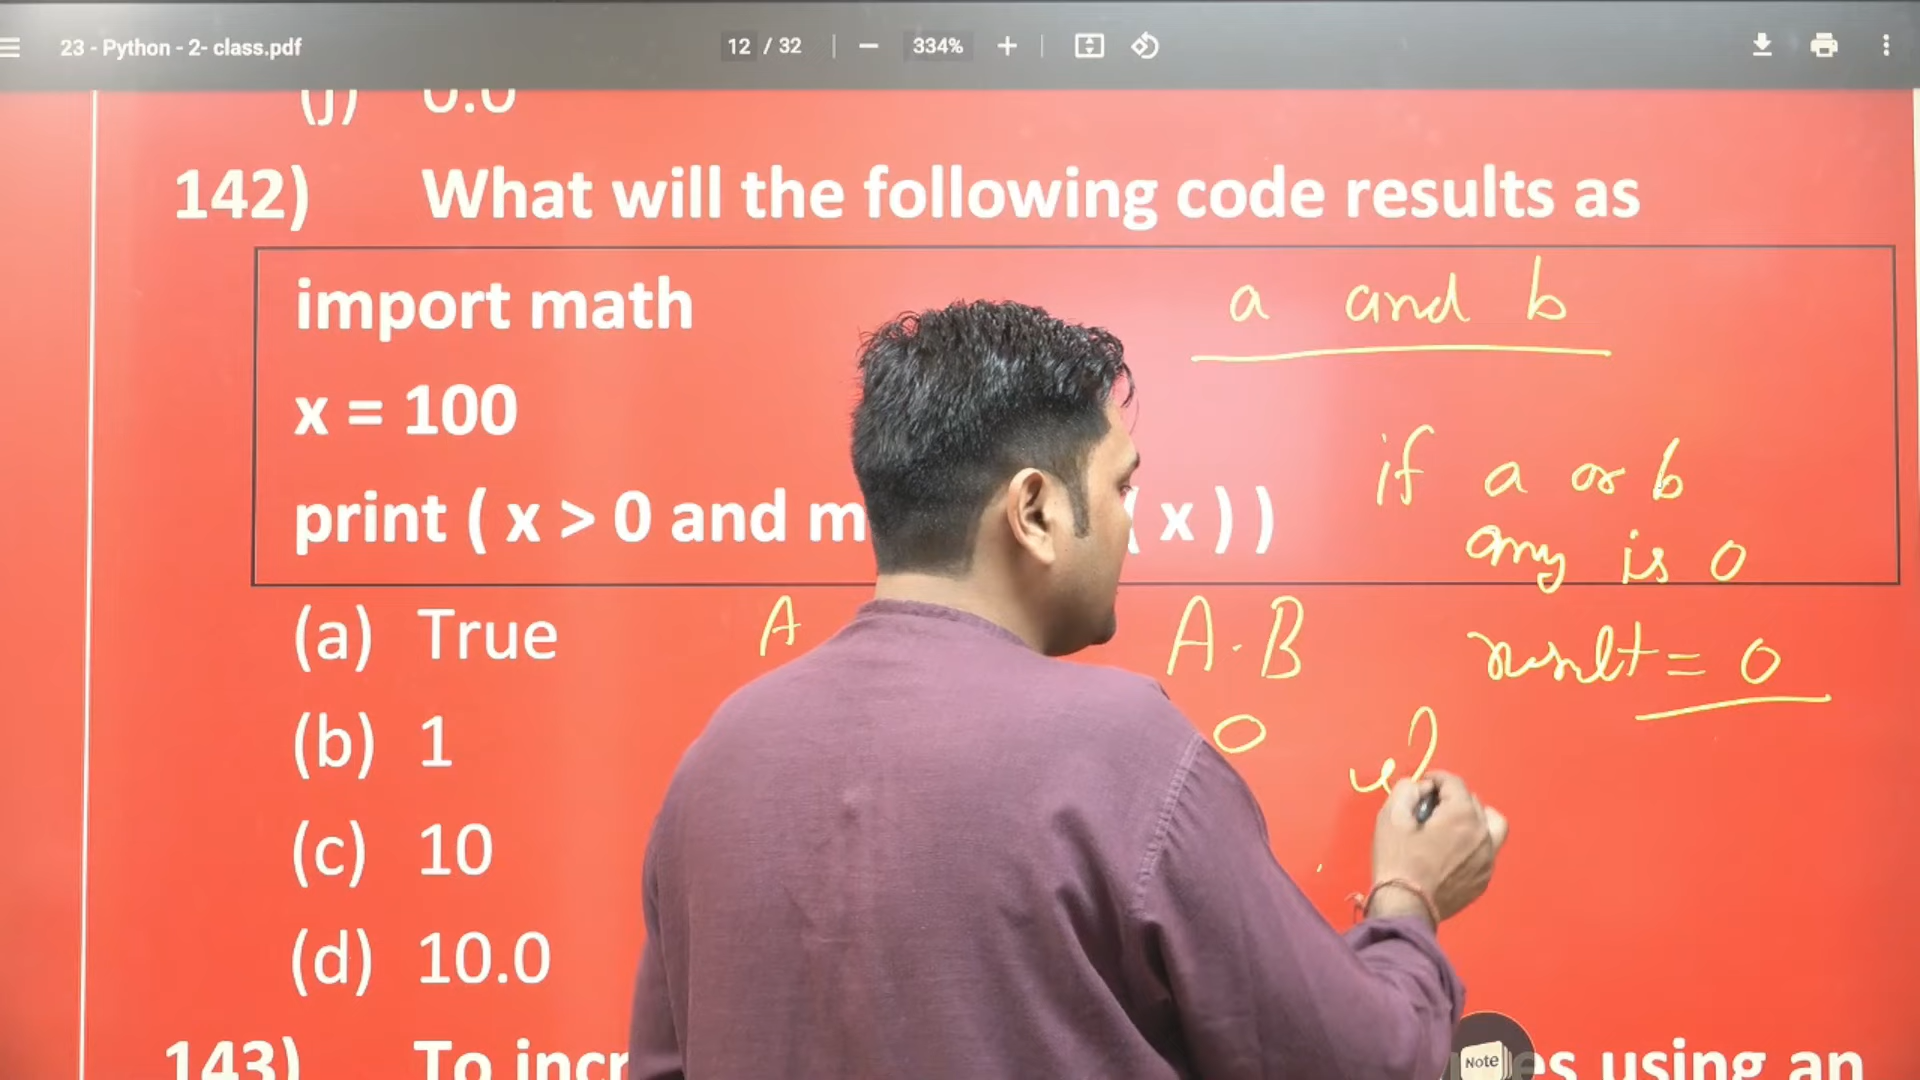 23 - Python - 2- class.pdf
12 / 32
334%
(j) 0.0
142) What will the following code results as
import math
x = 100
print ( x > 0 and m ( x ) )
a and b
if a or b
any is 0
result = 0
(a) True
(b) 1
(c) 10
(d) 10.0
A
A.B
0
143) To incr es using an
Note